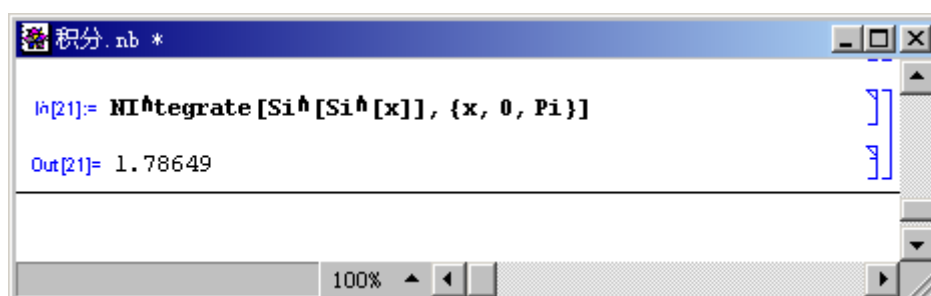 积分.nb *
In[21]:= NIntegrate[Sin[Sin[x]], {x, 0, Pi}]
Out[21]= 1.78649
100%